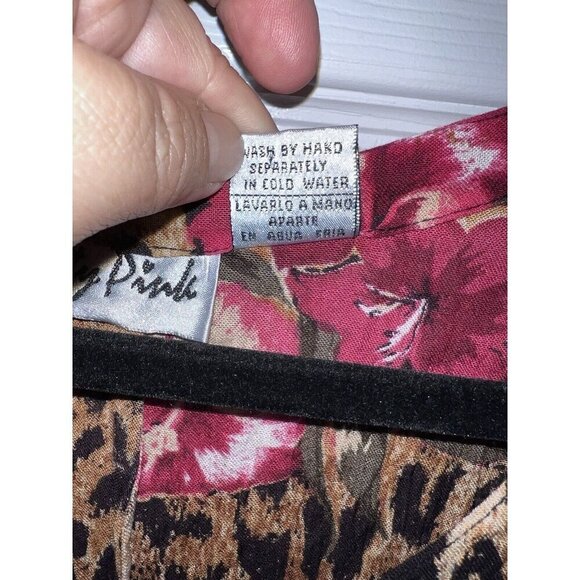 WASH BY HAND
SEPARATELY
IN COLD WATER
LAVARLO A MANO
APARTE
EN AGUA FRIA
Pink